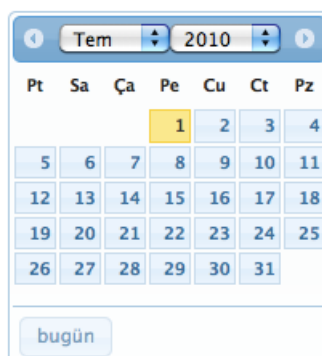 Tem 2010
Pt Sa Ça Pe Cu Ct Pz
1 2 3 4
5 6 7 8 9 10 11
12 13 14 15 16 17 18
19 20 21 22 23 24 25
26 27 28 29 30 31
bugün